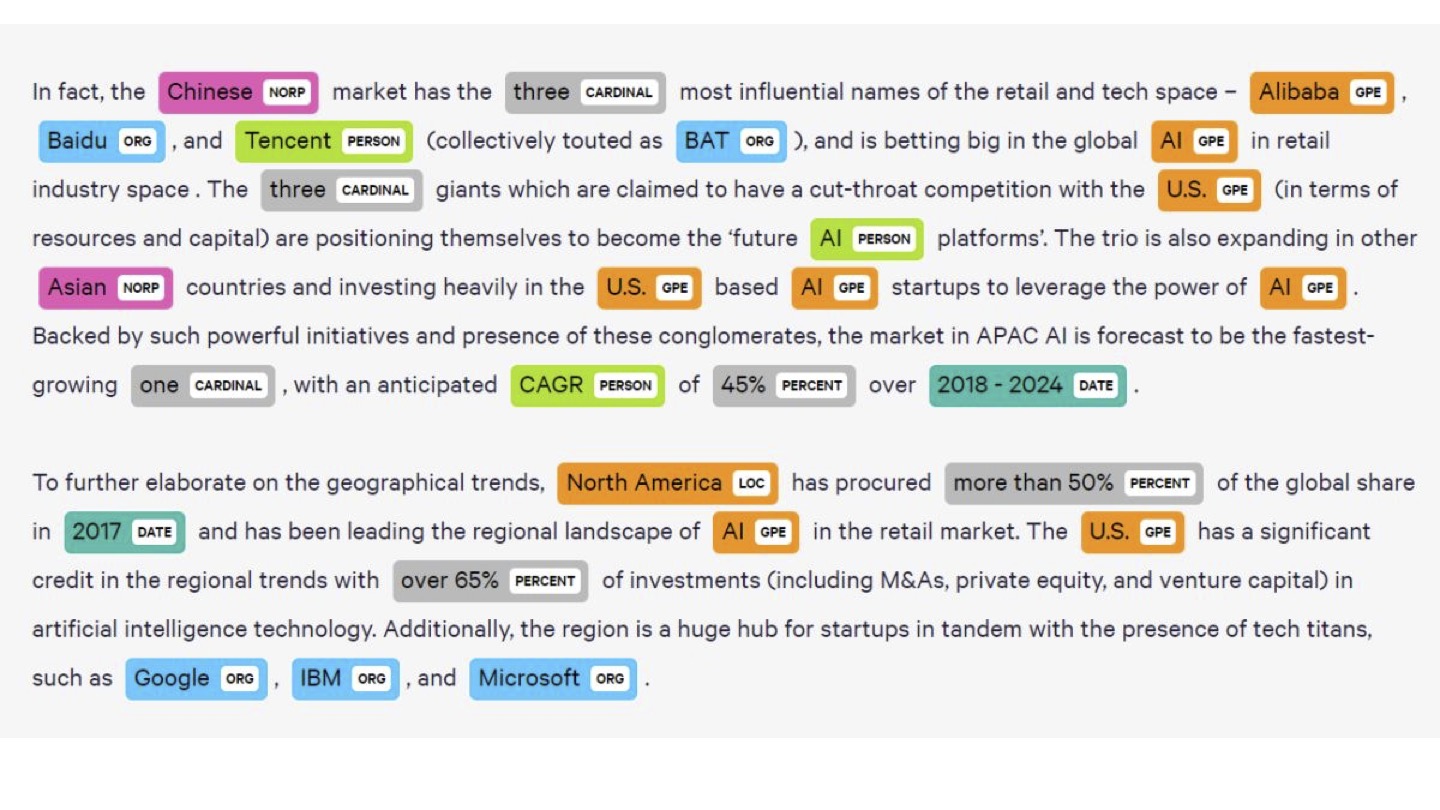 In fact, the Chinese NORP market has the three CARDINAL most influential names of the retail and tech space – Alibaba GPE ,
Baidu ORG , and Tencent PERSON (collectively touted as BAT ORG ), and is betting big in the global AI GPE in retail
industry space . The three CARDINAL giants which are claimed to have a cut-throat competition with the U.S. GPE (in terms of
resources and capital) are positioning themselves to become the ‘future AI PERSON platforms’. The trio is also expanding in other
Asian NORP countries and investing heavily in the U.S. GPE based AI GPE startups to leverage the power of AI GPE .
Backed by such powerful initiatives and presence of these conglomerates, the market in APAC AI is forecast to be the fastest-
growing one CARDINAL , with an anticipated CAGR PERSON of 45% PERCENT over 2018 - 2024 DATE .
To further elaborate on the geographical trends, North America LOC has procured more than 50% PERCENT of the global share
in 2017 DATE and has been leading the regional landscape of AI GPE in the retail market. The U.S. GPE has a significant
credit in the regional trends with over 65% PERCENT of investments (including M&As, private equity, and venture capital) in
artificial intelligence technology. Additionally, the region is a huge hub for startups in tandem with the presence of tech titans,
such as Google ORG , IBM ORG , and Microsoft ORG .